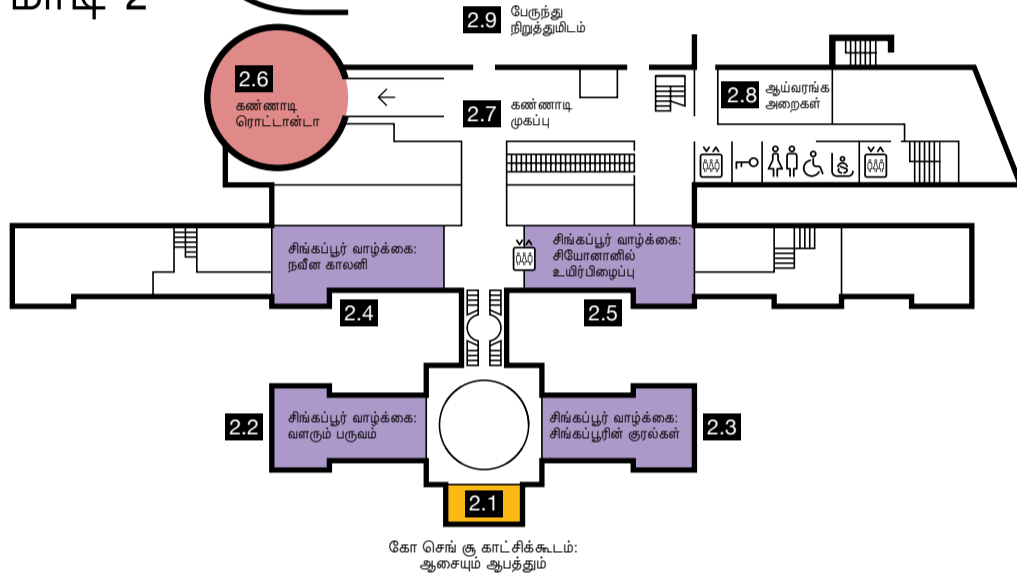 மாடி 2
2.9
பேருந்து
நிறுத்துமிடம்
2.6
கண்ணாடி
ரொட்டான்டா
2.7
கண்ணாடி
முகப்பு
2.8
ஆய்வரங்க
அறைகள்
சிங்கப்பூர் வாழ்க்கை:
நவீன காலனி
2.4
சிங்கப்பூர் வாழ்க்கை:
சியோனானில்
உயிர்பிழைப்பு
2.5
2.2
சிங்கப்பூர் வாழ்க்கை:
வளரும் பருவம்
சிங்கப்பூர் வாழ்க்கை:
சிங்கப்பூரின் குரல்கள்
2.3
2.1
கோ செங் சூ காட்சிக்கூடம்:
ஆசையும் ஆபத்தும்